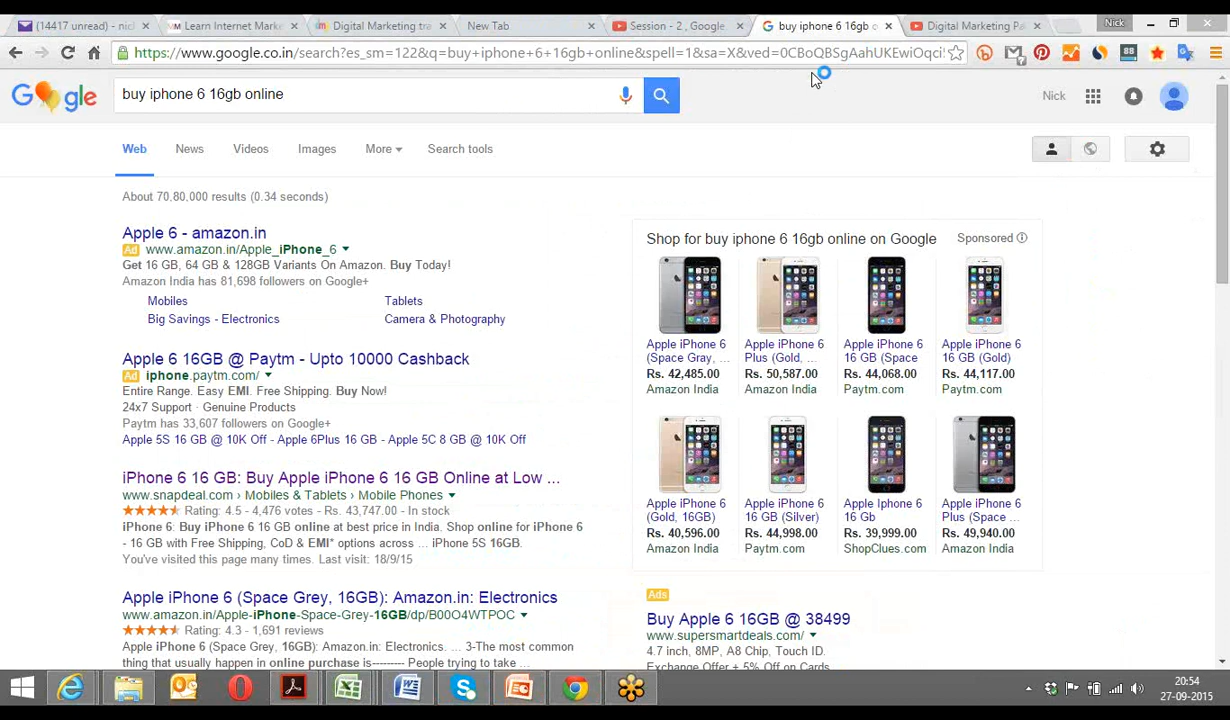 (14417 unread) - nick
Learn Internet Marke
Digital Marketing tra
New Tab
Session - 2 , Google
buy iphone 6 16gb o
Digital Marketing Pa
Nick
https://www.google.co.in/search?es_sm=122&q=buy+iphone+6+16gb+online&spell=1&sa=X&ved=0CBoQBSgAahUKEwiOqci
Google
buy iphone 6 16gb online
Nick
Web
News
Videos
Images
More
Search tools
About 70,80,000 results (0.34 seconds)
Apple 6 - amazon.in
Ad www.amazon.in/Apple_iPhone_6
Get 16 GB, 64 GB & 128GB Variants On Amazon. Buy Today!
Amazon India has 81,698 followers on Google+
Mobiles
Tablets
Big Savings - Electronics
Camera & Photography
Apple 6 16GB @ Paytm - Upto 10000 Cashback
Ad iphone.paytm.com/
Entire Range. Easy EMI. Free Shipping. Buy Now!
24x7 Support · Genuine Products
Paytm has 33,607 followers on Google+
Apple 5S 16 GB @ 10K Off - Apple 6Plus 16 GB - Apple 5C 8 GB @ 10K Off
iPhone 6 16 GB: Buy Apple iPhone 6 16 GB Online at Low ...
www.snapdeal.com › Mobiles & Tablets › Mobile Phones
Rating: 4.5 - 4,476 votes - Rs. 43,747.00 - In stock
iPhone 6: Buy iPhone 6 16 GB online at best price in India. Shop online for iPhone 6
- 16 GB with Free Shipping, CoD & EMI* options across ... iPhone 5S 16GB.
You've visited this page many times. Last visit: 18/9/15
Apple iPhone 6 (Space Grey, 16GB): Amazon.in: Electronics
www.amazon.in/Apple-iPhone-Space-Grey-16GB/dp/B00O4WTPOC
Rating: 4.3 - 1,691 reviews
Apple iPhone 6 (Space Grey, 16GB): Amazon.in: Electronics. ... 3-The most common
thing that usually happen in online purchase is-------- People trying to take ...
Shop for buy iphone 6 16gb online on Google
Sponsored
Apple iPhone 6
(Space Gray, ...
Rs. 42,485.00
Amazon India
Apple iPhone 6
Plus (Gold, ...
Rs. 50,587.00
Amazon India
Apple iPhone 6
16 GB (Space
Rs. 44,068.00
Paytm.com
Apple iPhone 6
16 GB (Gold)
Rs. 44,117.00
Paytm.com
Apple iPhone 6
(Gold, 16GB)
Rs. 40,596.00
Amazon India
Apple iPhone 6
16 GB (Silver)
Rs. 44,998.00
Paytm.com
Apple Iphone 6
16 Gb
Rs. 39,999.00
ShopClues.com
Apple iPhone 6
Plus (Space ...
Rs. 49,940.00
Amazon India
Ads
Buy Apple 6 16GB @ 38499
www.supersmartdeals.com/
4.7 inch, 8MP, A8 Chip, Touch ID.
Exchange Offer + 5% Off on Cards
20:54
27-09-2015